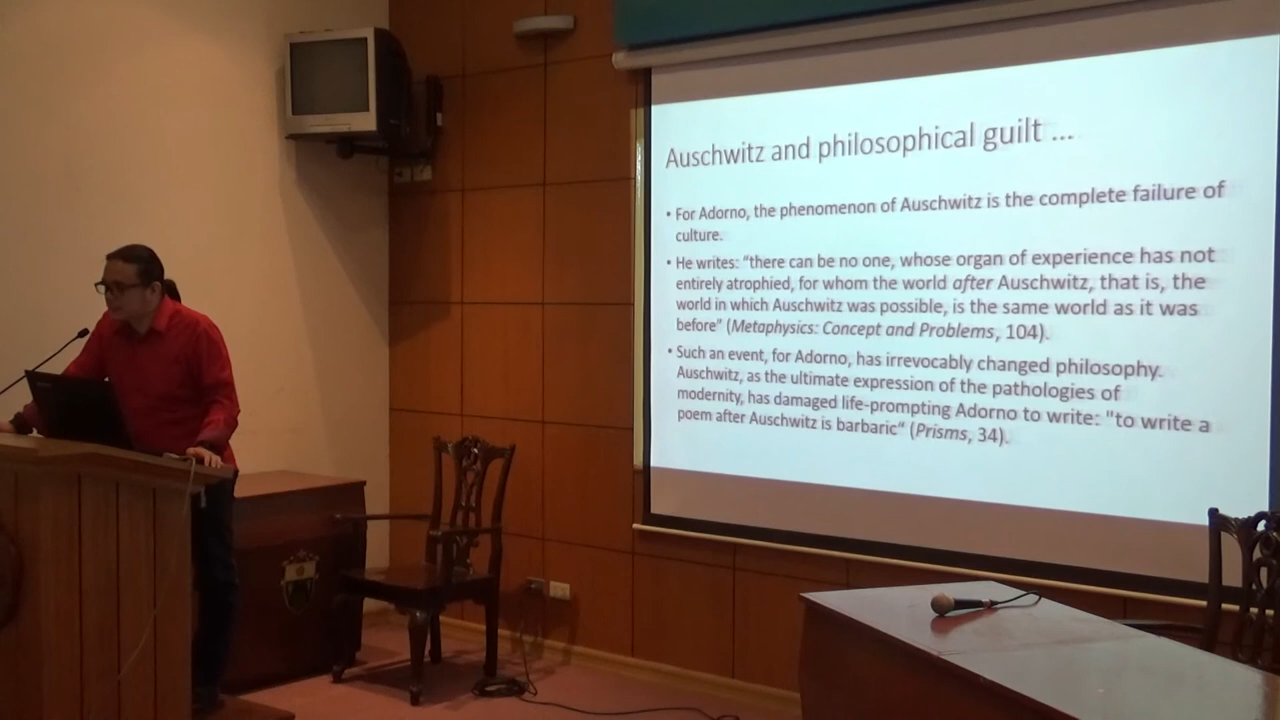 Auschwitz and philosophical guilt ...
• For Adorno, the phenomenon of Auschwitz is the complete failure of
culture.
• He writes: “there can be no one, whose organ of experience has not
entirely atrophied, for whom the world after Auschwitz, that is, the
world in which Auschwitz was possible, is the same world as it was
before” (Metaphysics: Concept and Problems, 104).
• Such an event, for Adorno, has irrevocably changed philosophy.
Auschwitz, as the ultimate expression of the pathologies of
modernity, has damaged life-prompting Adorno to write: "to write a
poem after Auschwitz is barbaric“ (Prisms, 34).